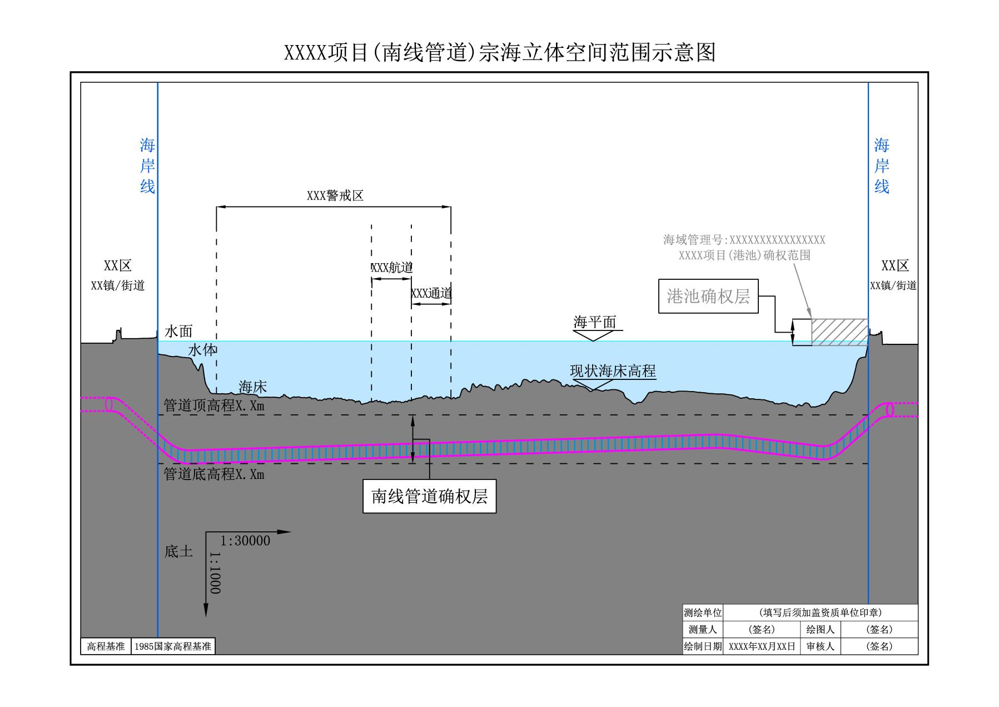 XXXX项目(南线管道)宗海立体空间范围示意图
海岸线
海岸线
XXX警戒区
海域管理号:XXXXXXXXXXXXXXXX
XXXX项目(港池)确权范围
XX区
XX镇/街道
XXX航道
XXX通道
港池确权层
XX区
XX镇/街道
水面
海平面
水体
现状海床高程
海床
管道顶高程X.Xm
管道底高程X.Xm
南线管道确权层
底土
1:30000
1:1000
测绘单位 (填写后须加盖资质单位印章)
测量人 (签名) 绘图人 (签名)
绘制日期 XXXX年XX月XX日 审核人 (签名)
高程基准 1985国家高程基准